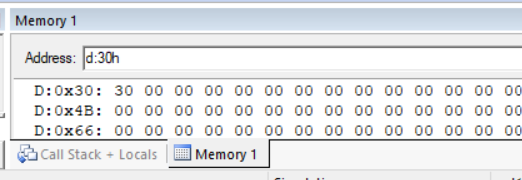 Memory 1
Address: d:30h
D:0x30: 30 00 00 00 00 00 00 00 00 00 00 00 00
D:0x4B: 00 00 00 00 00 00 00 00 00 00 00 00 00
D:0x66: 00 00 00 00 00 00 00 00 00 00 00 00 00
Call Stack + Locals Memory 1